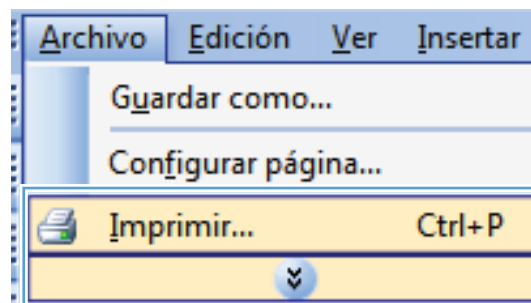 Archivo Edición Ver Insertar
Guardar como...
Configurar página...
Imprimir... Ctrl+P